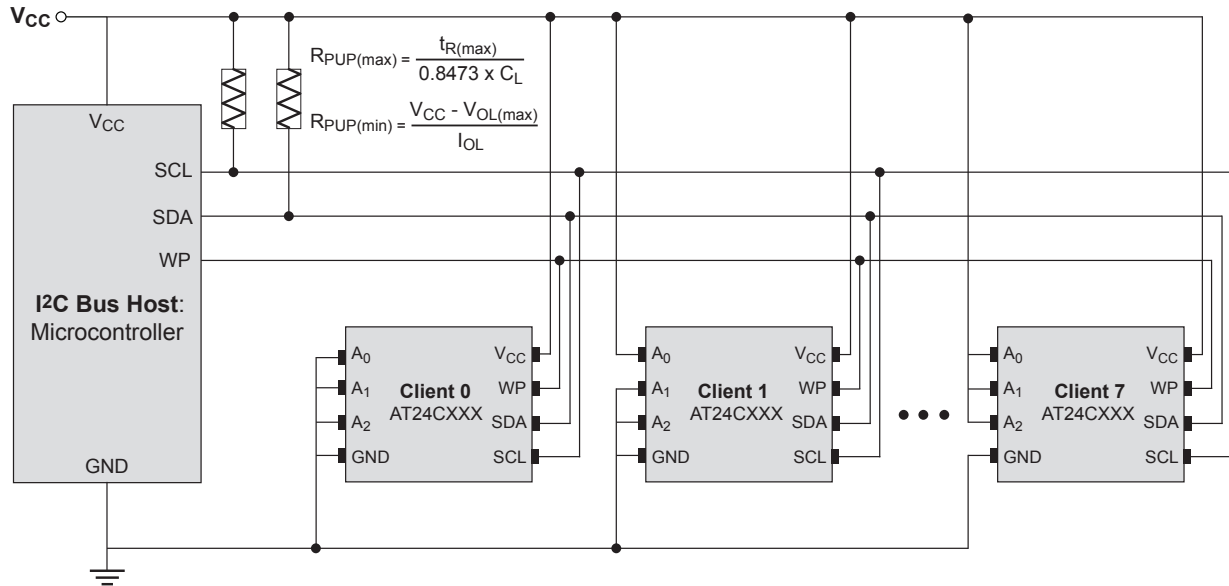 VCC
RPUP(max) = tR(max)
0.8473 x CL
RPUP(min) = VCC - VOL(max)
IOL
VCC
SCL
SDA
WP
I2C Bus Host:
Microcontroller
GND
A0
A1
A2
GND
Client 0
AT24CXXX
VCC
WP
SDA
SCL
A0
A1
A2
GND
Client 1
AT24CXXX
VCC
WP
SDA
SCL
A0
A1
A2
GND
Client 7
AT24CXXX
VCC
WP
SDA
SCL